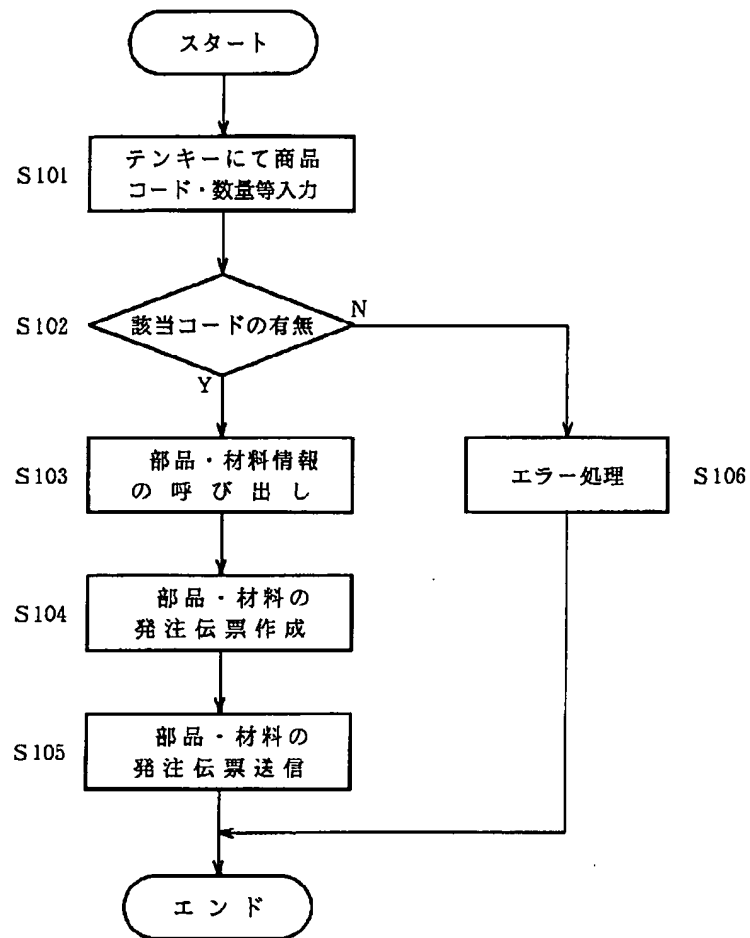 スタート
S101
テンキーにて商品
コード・数量等入力
S102
該当コードの有無
N
Y
S103
部品・材料情報
の呼び出し
エラー処理
S106
S104
部品・材料の
発注伝票作成
S105
部品・材料の
発注伝票送信
エンド